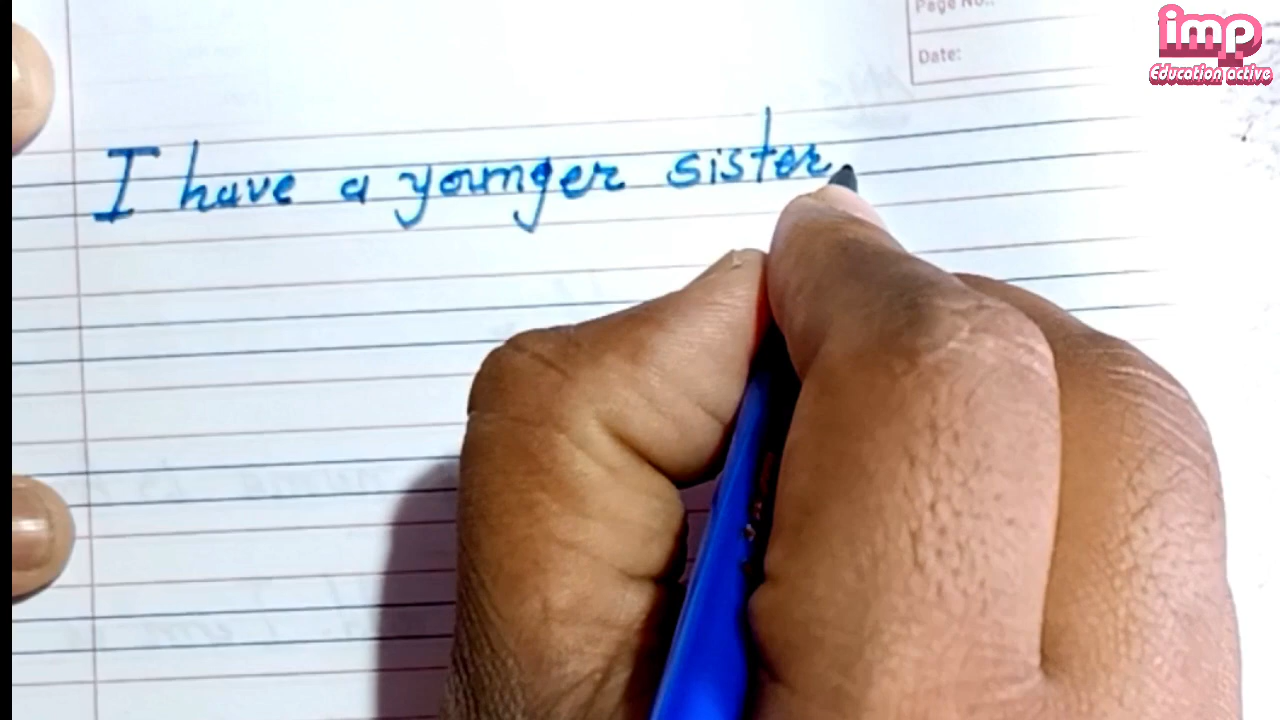 Page No.:
Date:
imp
Education active
I have a younger sister.